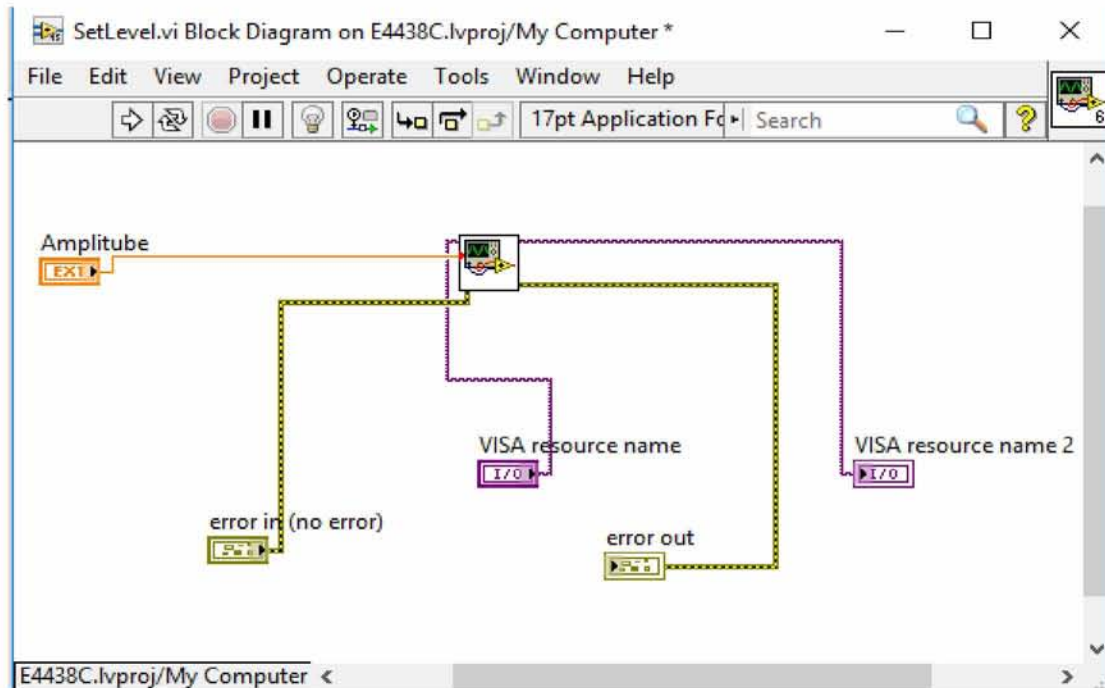 SetLevel.vi Block Diagram on E4438C.lvproj/My Computer *
File Edit View Project Operate Tools Window Help
17pt Application Fo Search
6
Amplitube
EXT
VISA resource name
I/O
VISA resource name 2
I/O
error in (no error)
error out
E4438C.lvproj/My Computer